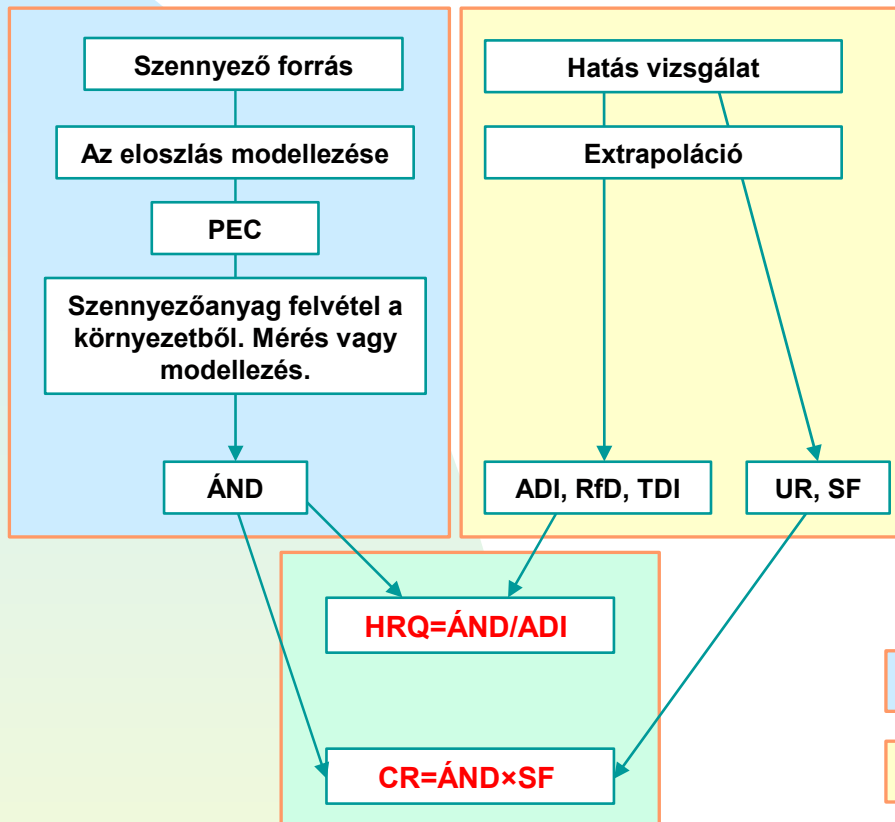 Szennyező forrás
Az eloszlás modellezése
PEC
Szennyezőanyag felvétel a
környezetből. Mérés vagy
modellezés.
ÁND
Hatás vizsgálat
Extrapoláció
ADI, RfD, TDI
UR, SF
HRQ=ÁND/ADI
CR=ÁND×SF